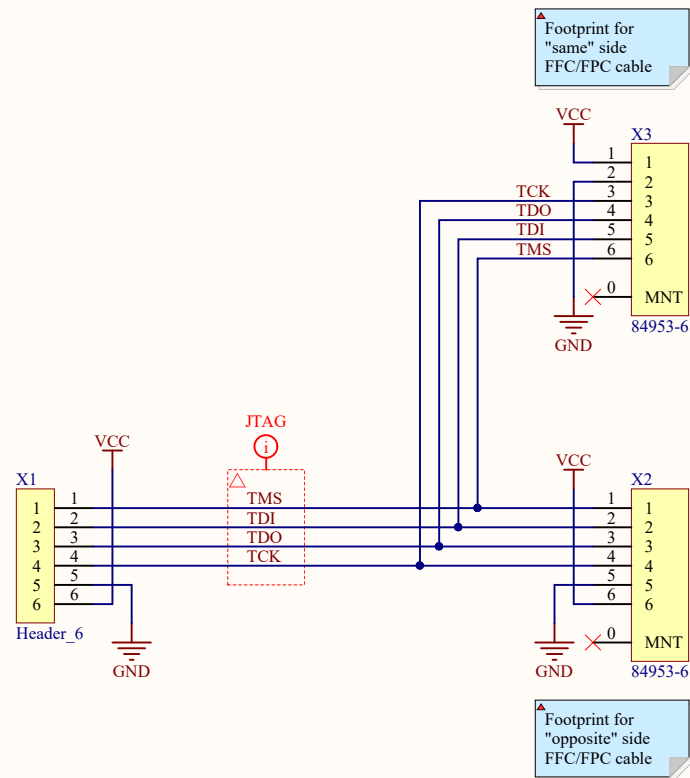 Footprint for
"same" side
FFC/FPC cable
VCC
X3
1 1
2 2
TCK 3 3
TDO 4 4
TDI 5 5
TMS 6 6
0 MNT
84953-6
GND
JTAG
i
VCC
VCC
X1
X2
1 1 TMS 1 1
2 2 TDI 2 2
3 3 TDO 3 3
4 4 TCK 4 4
5 5 5 5
6 6 6 6
Header_6
0 MNT
GND
GND
84953-6
Footprint for
"opposite" side
FFC/FPC cable